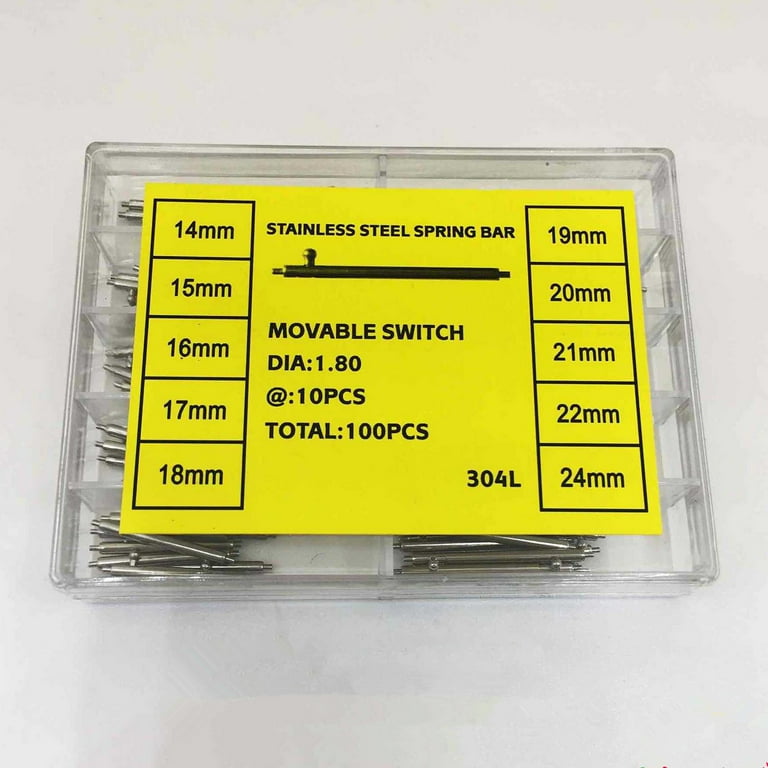 14mm
15mm
16mm
17mm
18mm
STAINLESS STEEL SPRING BAR
MOVABLE SWITCH
DIA:1.80
@:10PCS
TOTAL:100PCS
304L
19mm
20mm
21mm
22mm
24mm